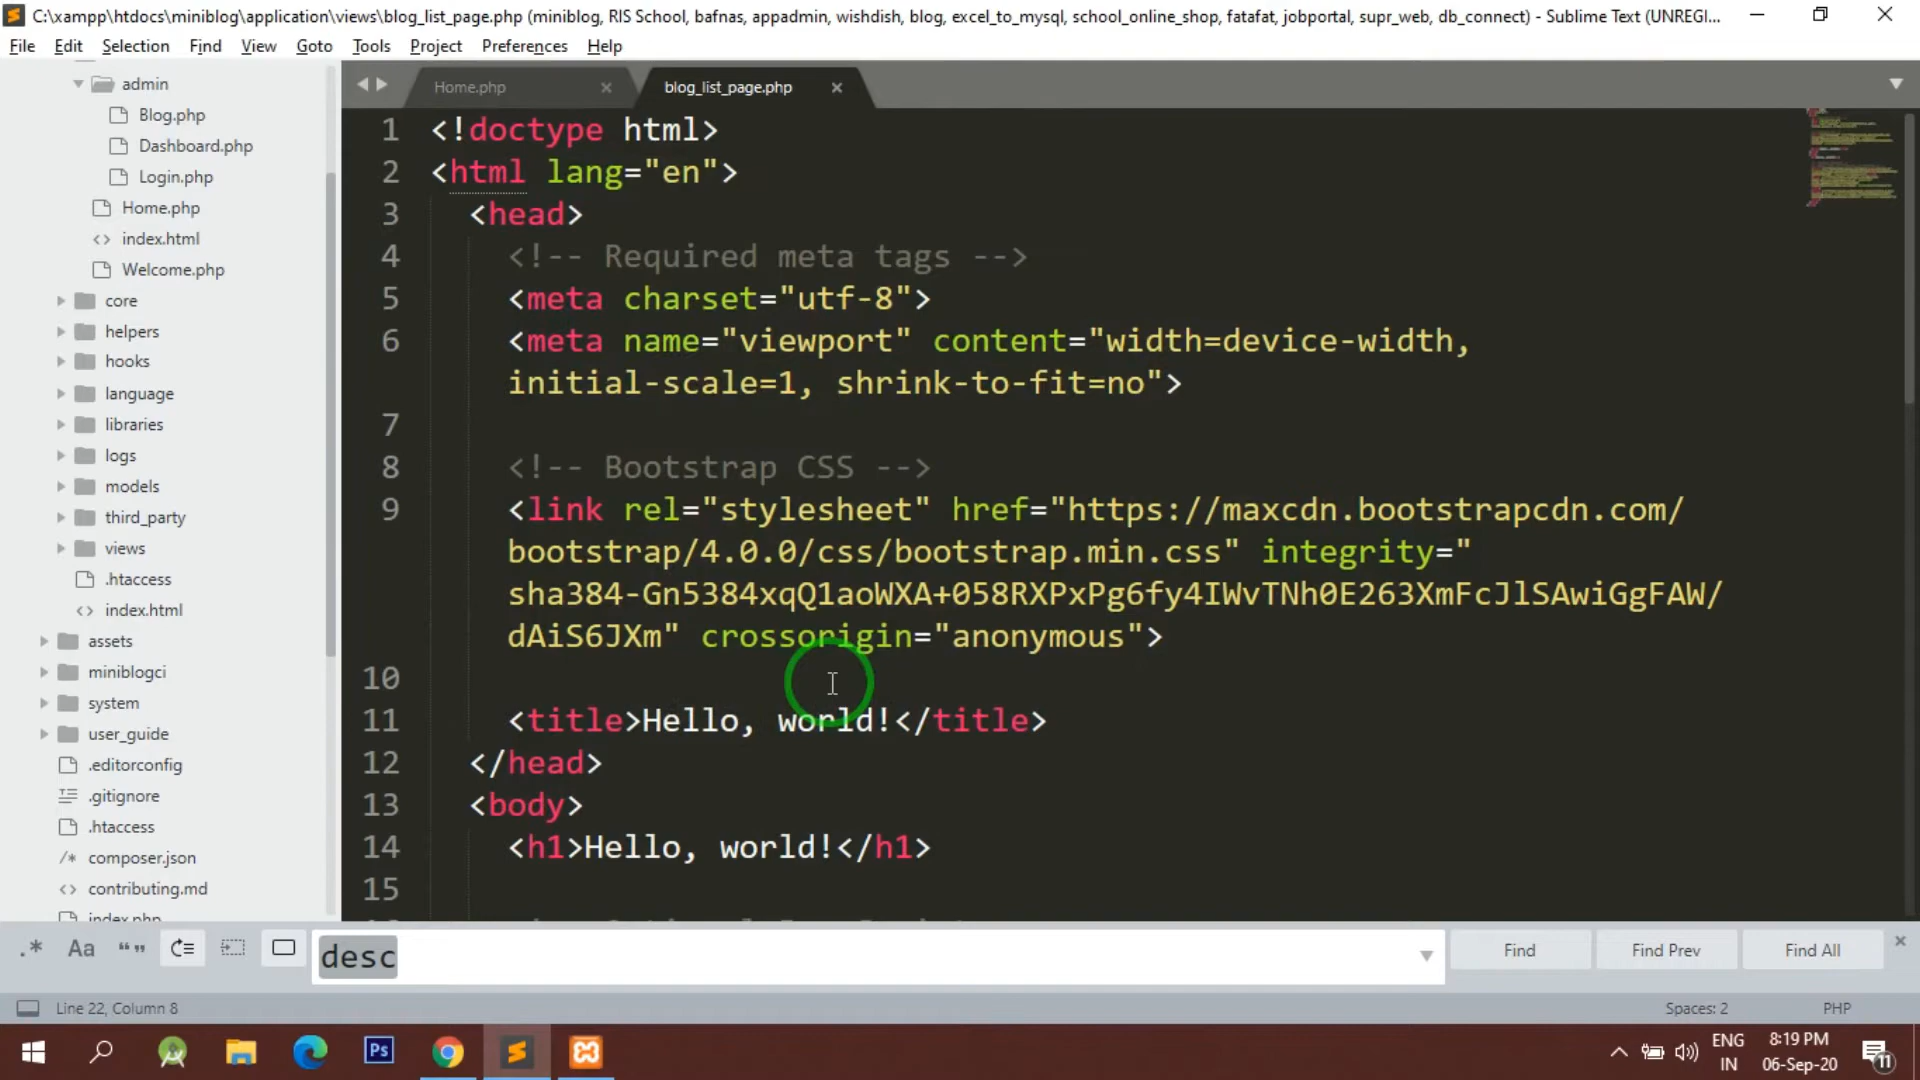 C:\xampp\htdocs\miniblog\application\views\blog_list_page.php (miniblog, RIS School, bafnas, appadmin, wishdish, blog, excel_to_mysql, school_online_shop, fatafat, jobportal, supr_web, db_connect) - Sublime Text (UNREGI...
File Edit Selection Find View Goto Tools Project Preferences Help
Home.php blog_list_page.php
admin
Blog.php
Dashboard.php
Login.php
Home.php
index.html
Welcome.php
core
helpers
hooks
language
libraries
logs
models
third_party
views
.htaccess
index.html
assets
miniblogci
system
user_guide
.editorconfig
.gitignore
.htaccess
composer.json
contributing.md
index.php
1 <!doctype html>
2 <html lang="en">
3 <head>
4 <!-- Required meta tags -->
5 <meta charset="utf-8">
6 <meta name="viewport" content="width=device-width,
initial-scale=1, shrink-to-fit=no">
7
8 <!-- Bootstrap CSS -->
9 <link rel="stylesheet" href="https://maxcdn.bootstrapcdn.com/
bootstrap/4.0.0/css/bootstrap.min.css" integrity="
sha384-Gn5384xqQ1aoWXA+058RXPxPg6fy4IWvTNh0E263XmFcJlSAwiGgFAW/
dAiS6JXm" crossorigin="anonymous">
10
11 <title>Hello, world!</title>
12 </head>
13 <body>
14 <h1>Hello, world!</h1>
15
.* Aa “ ” desc Find Find Prev Find All
Line 22, Column 8 Spaces: 2 PHP
Ps ENG 8:19 PM
IN 06-Sep-20 11